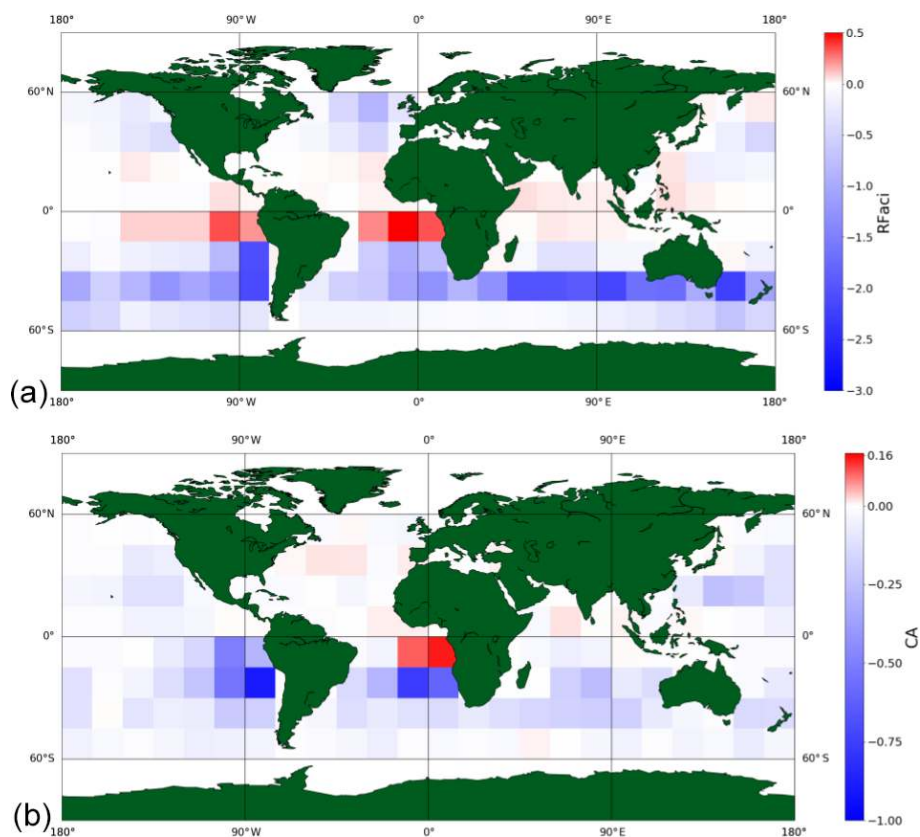 180° 90° W 0° 90° E 180°
0.5
60° N 60° N
0.0
−0.5
−1.0
0° 0°
RFaci
−1.5
−2.0
−2.5
60° S 60° S
−3.0
(a)
180° 90° W 0° 90° E 180°
180° 90° W 0° 90° E 180°
0.16
0.00
60° N 60° N
−0.25
0° 0°
CA
−0.50
−0.75
60° S 60° S
−1.00
(b)
180° 90° W 0° 90° E 180°